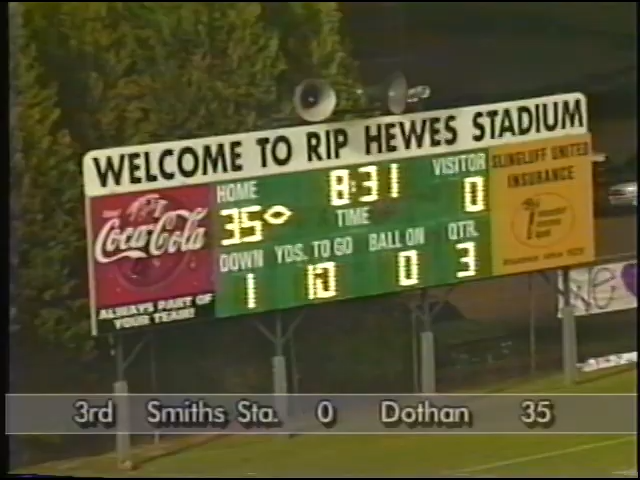 WELCOME TO RIP HEWES STADIUM
HOME 8:31 VISITOR
35 TIME 0
DOWN YDS. TO GO BALL ON QTR.
1 10 0 3
Coca-Cola
ALWAYS PART OF
YOUR TEAM!
SLINGLUFF UNITED
INSURANCE
3rd Smiths Sta. 0 Dothan 35